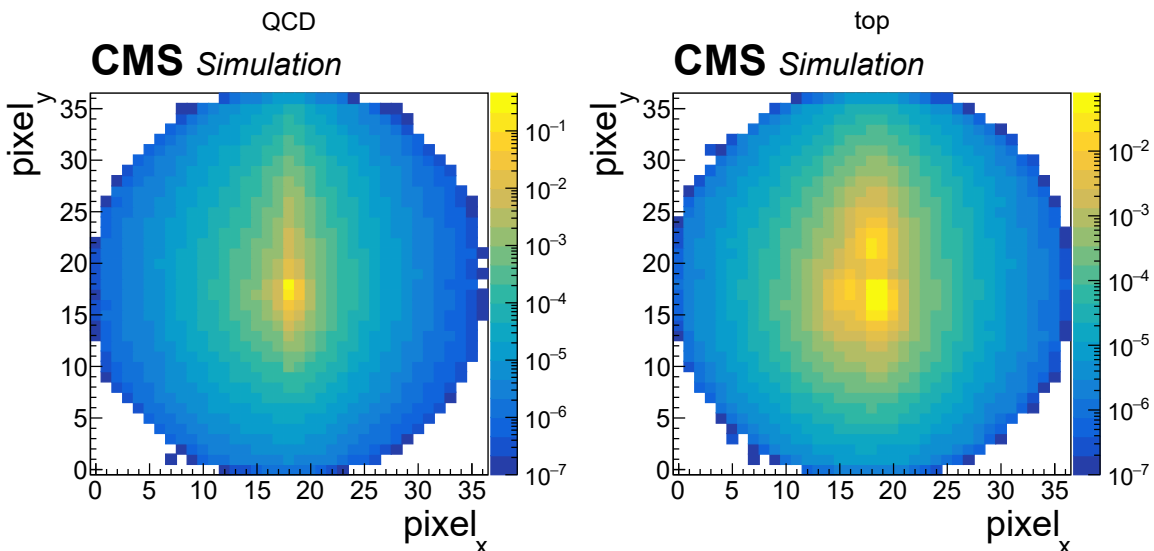 QCD
CMS Simulation
pixel_y
35
30
25
20
15
10
5
0
0 5 10 15 20 25 30 35
pixel_x
10^{-1}
10^{-2}
10^{-3}
10^{-4}
10^{-5}
10^{-6}
10^{-7}
top
CMS Simulation
pixel_y
35
30
25
20
15
10
5
0
0 5 10 15 20 25 30 35
pixel_x
10^{-2}
10^{-3}
10^{-4}
10^{-5}
10^{-6}
10^{-7}